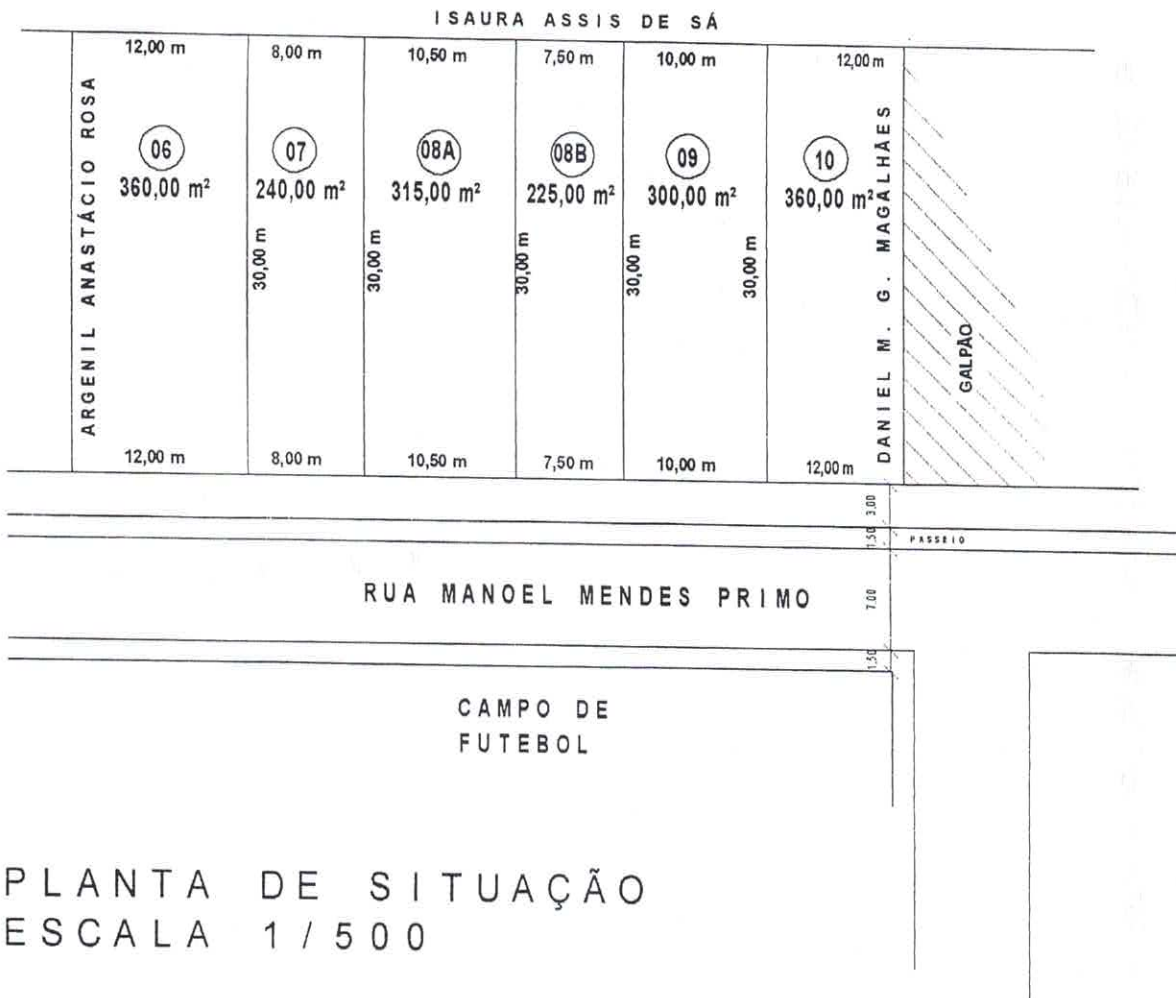 ISAURA ASSIS DE SÁ
12,00 m 8,00 m 10,50 m 7,50 m 10,00 m 12,00 m
ARGENIL ANASTÁCIO ROSA
06 07 08A 08B 09 10
360,00 m² 240,00 m² 315,00 m² 225,00 m² 300,00 m² 360,00 m²
30,00 m 30,00 m 30,00 m 30,00 m 30,00 m
DANIEL M. G. MAGALHÃES
GALPÃO
12,00 m 8,00 m 10,50 m 7,50 m 10,00 m 12,00 m
3,00
1,50 PASSEIO
RUA MANOEL MENDES PRIMO 7,00
1,50
CAMPO DE
FUTEBOL
PLANTA DE SITUAÇÃO
ESCALA 1/500